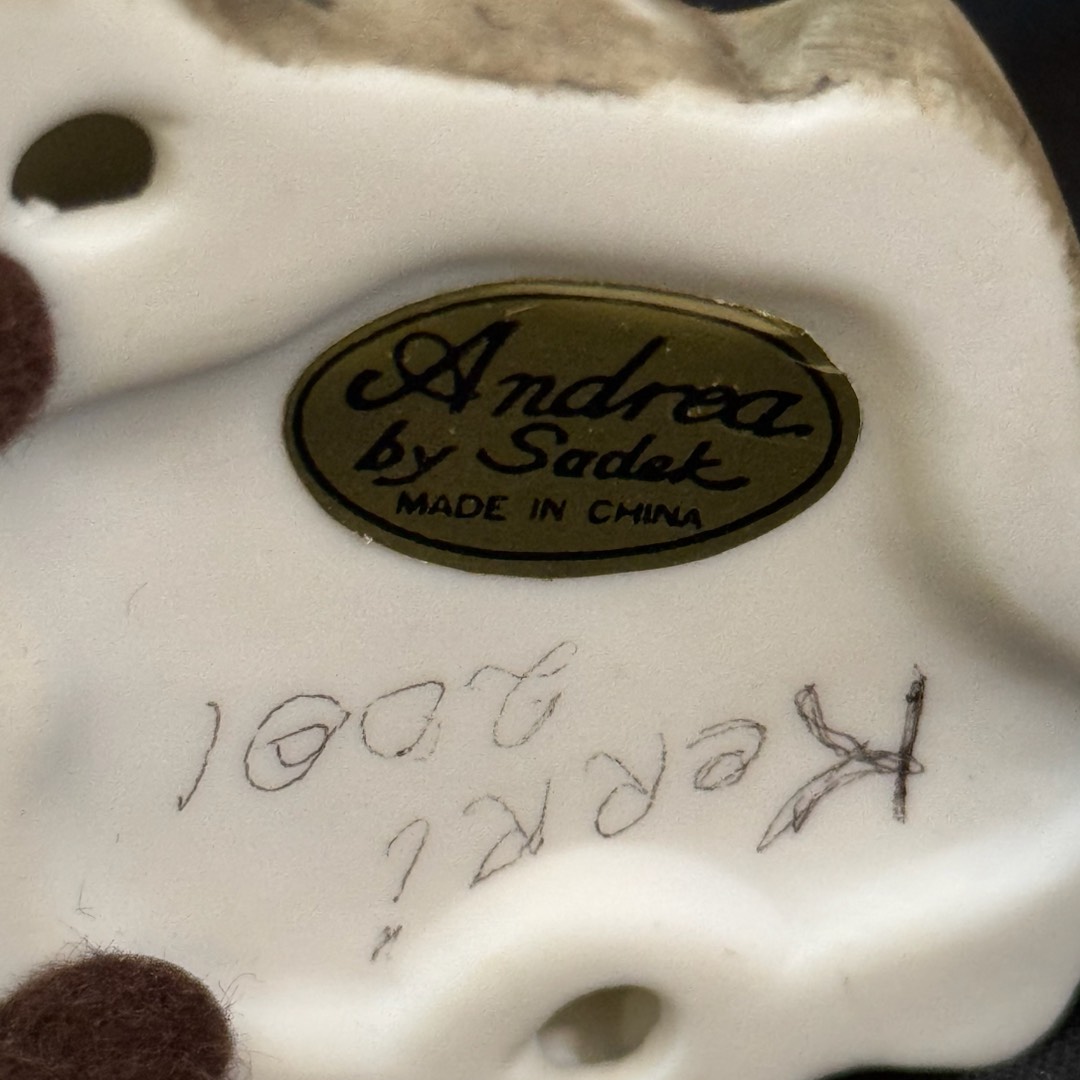 Andrea
by Sadek
MADE IN CHINA
KeRRi
2001